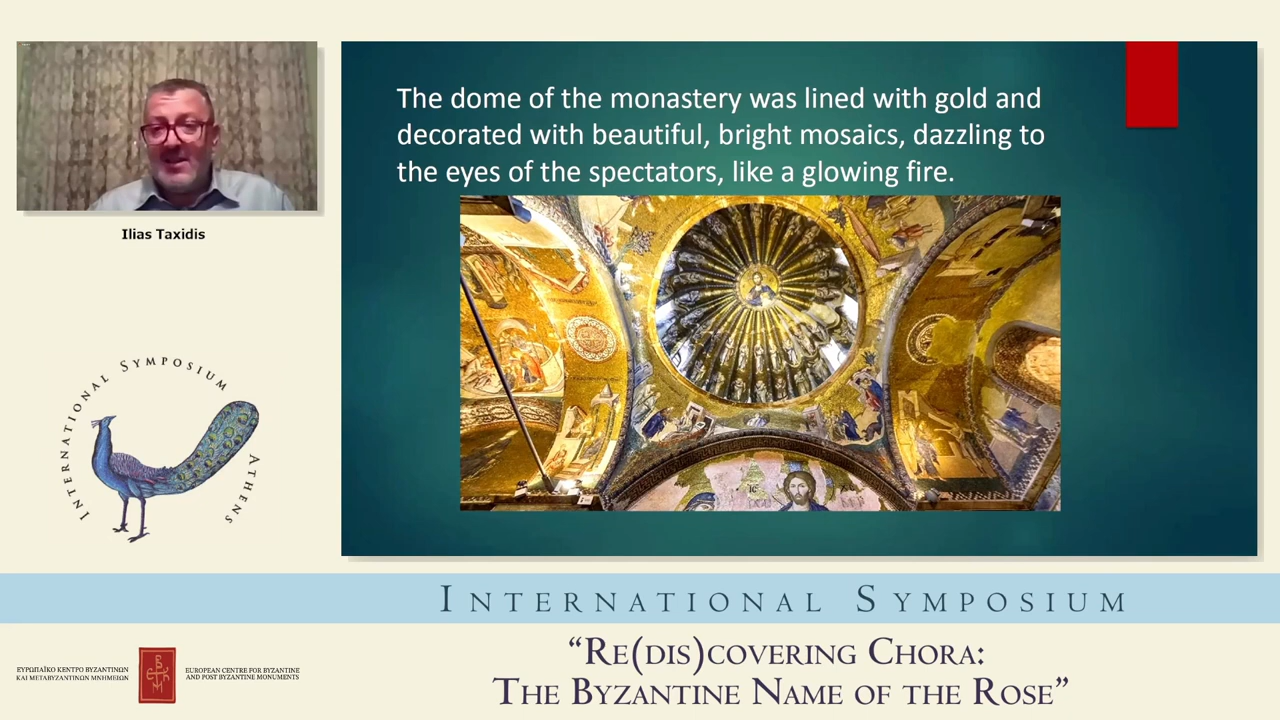 The dome of the monastery was lined with gold and
decorated with beautiful, bright mosaics, dazzling to
the eyes of the spectators, like a glowing fire.
Ilias Taxidis
INTERNATIONAL SYMPOSIUM ATHENS
IC
INTERNATIONAL SYMPOSIUM
“RE(DIS)COVERING CHORA:
THE BYZANTINE NAME OF THE ROSE”
ΕΥΡΩΠΑΪΚΟ ΚΕΝΤΡΟ ΒΥΖΑΝΤΙΝΩΝ
ΚΑΙ ΜΕΤΑΒΥΖΑΝΤΙΝΩΝ ΜΝΗΜΕΙΩΝ
EUROPEAN CENTRE FOR BYZANTINE
AND POST BYZANTINE MONUMENTS